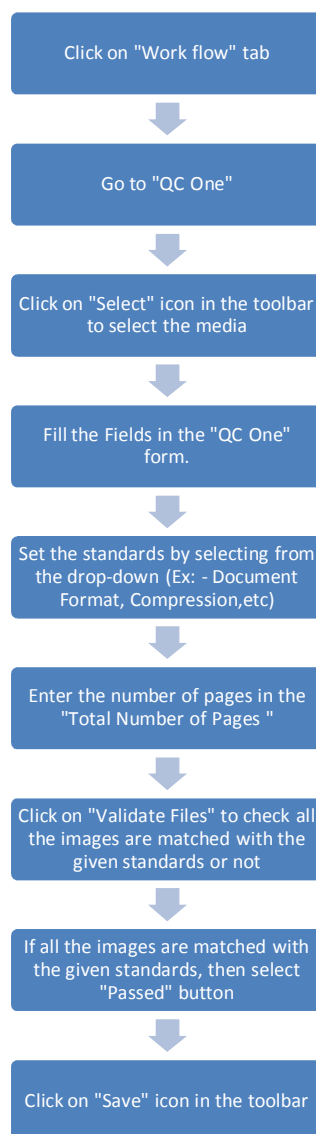 Click on "Work flow" tab
Go to "QC One"
Click on "Select" icon in the toolbar
to select the media
Fill the Fields in the "QC One"
form.
Set the standards by selecting from
the drop-down (Ex: - Document
Format, Compression,etc)
Enter the number of pages in the
"Total Number of Pages "
Click on "Validate Files" to check all
the images are matched with the
given standards or not
If all the images are matched with
the given standards, then select
"Passed" button
Click on "Save" icon in the toolbar